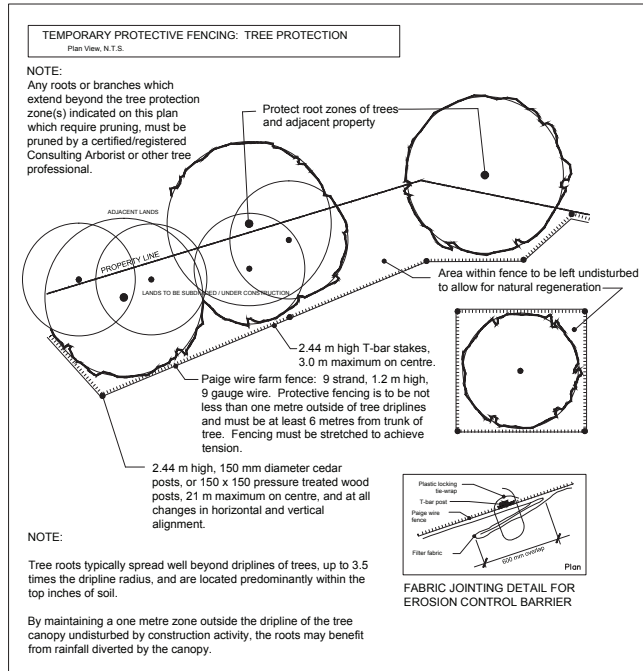 TEMPORARY PROTECTIVE FENCING: TREE PROTECTION
Plan View, N.T.S.
NOTE:
Any roots or branches which
extend beyond the tree protection
zone(s) indicated on this plan
which require pruning, must be
pruned by a certified/registered
Consulting Arborist or other tree
professional.
Protect root zones of trees
and adjacent property
ADJACENT LANDS
PROPERTY LINE
LANDS TO BE SUBDIVIDED / UNDER CONSTRUCTION
Area within fence to be left undisturbed
to allow for natural regeneration
2.44 m high T-bar stakes,
3.0 m maximum on centre.
Paige wire farm fence: 9 strand, 1.2 m high,
9 gauge wire. Protective fencing is to be not
less than one metre outside of tree driplines
and must be at least 6 metres from trunk of
tree. Fencing must be stretched to achieve
tension.
2.44 m high, 150 mm diameter cedar
posts, or 150 x 150 pressure treated wood
posts, 21 m maximum on centre, and at all
changes in horizontal and vertical
alignment.
NOTE:
Tree roots typically spread well beyond driplines of trees, up to 3.5
times the dripline radius, and are located predominantly within the
top inches of soil.
By maintaining a one metre zone outside the dripline of the tree
canopy undisturbed by construction activity, the roots may benefit
from rainfall diverted by the canopy.
Plastic locking
tie-wrap
T-bar post
Paige wire
fence
Filter fabric
600 mm overlap
Plan
FABRIC JOINTING DETAIL FOR
EROSION CONTROL BARRIER